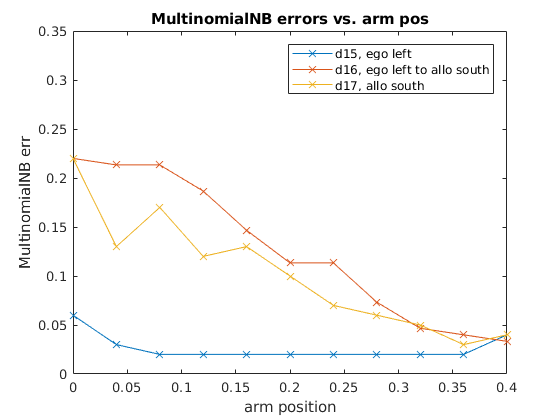 MultinomialNB errors vs. arm pos
0.35
0.3
0.25
0.2
0.15
0.1
0.05
0
MultinomialNB err
d15, ego left
d16, ego left to allo south
d17, allo south
0 0.05 0.1 0.15 0.2 0.25 0.3 0.35 0.4
arm position